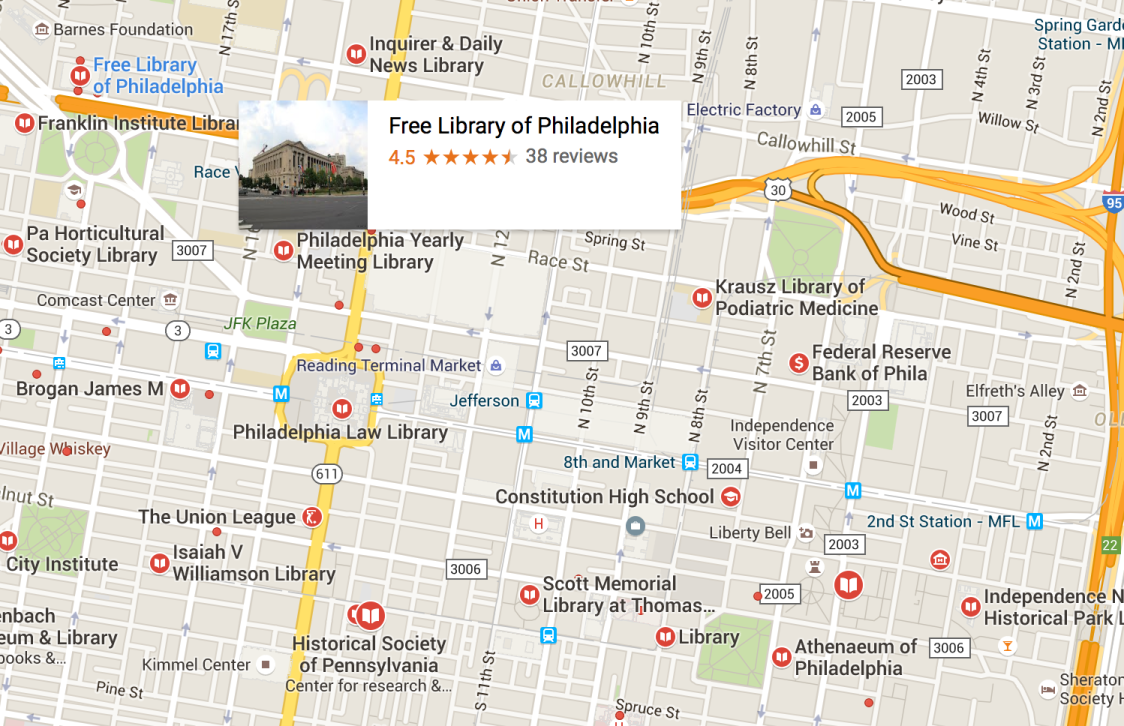 Barnes Foundation
N 17th S
Free Library
of Philadelphia
Franklin Institute Librar
Inquirer & Daily
News Library
CALLOWHILL
N 10th St
N 9th St
N 8th St
2003
N 4th St
N 3rd St
N 2nd St
Spring Garde
Station - MF
Electric Factory
2005
Willow St
Callowhill St
Free Library of Philadelphia
4.5
38 reviews
Race
30
95
Pa Horticultural
Society Library
3007
Philadelphia Yearly
Meeting Library
N 12
Spring St
Race St
Wood St
Vine St
N 2nd St
Krausz Library of
Podiatric Medicine
Comcast Center
3
3
JFK Plaza
3007
N 7th St
Reading Terminal Market
Federal Reserve
Bank of Phila
Brogan James M
M
Jefferson
N 10th St
N 9th St
N 8th St
2003
Elfreth's Alley
3007
OL
Philadelphia Law Library
M
Independence
Visitor Center
N 2nd St
Village Whiskey
611
8th and Market
2004
M
lnut St
Constitution High School
The Union League
H
Liberty Bell
2nd St Station - MFL
M
2003
22
City Institute
Isaiah V
Williamson Library
3006
Scott Memorial
Library at Thomas...
2005
Independence N
Historical Park L
enbach
eum & Library
books &...
Historical Society
of Pennsylvania
Center for research &...
Library
Athenaeum of
Philadelphia
3006
Kimmel Center
Pine St
S 11th St
Spruce St
H
Sheraton
Society H